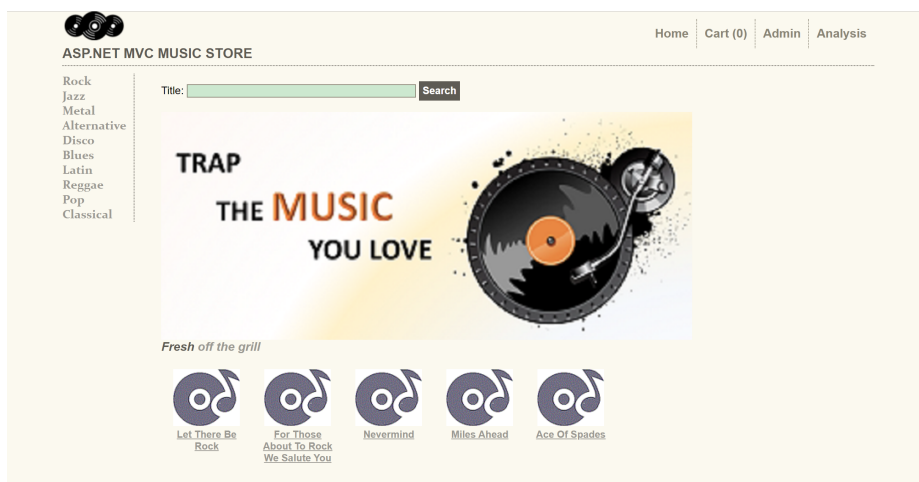 Home Cart (0) Admin Analysis
ASP.NET MVC MUSIC STORE
Rock
Jazz
Metal
Alternative
Disco
Blues
Latin
Reggae
Pop
Classical
Title: Search
TRAP
THE MUSIC
YOU LOVE
Fresh off the grill
Let There Be
Rock
For Those
About To Rock
We Salute You
Nevermind
Miles Ahead
Ace Of Spades